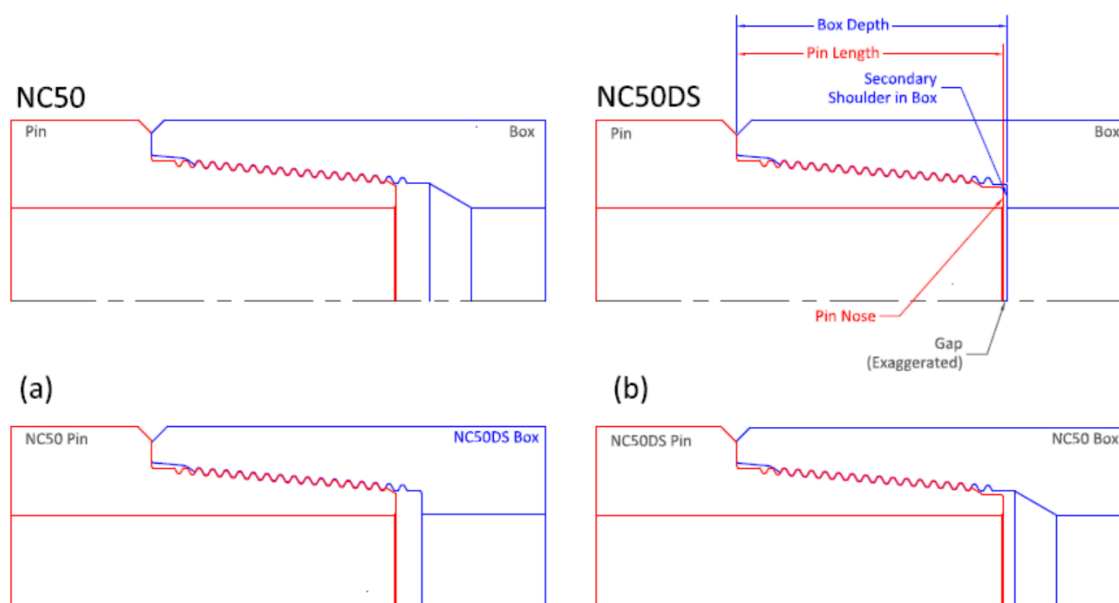 Box Depth
Pin Length
Secondary
Shoulder in Box
NC50
NC50DS
Pin
Box
Pin
Box
Pin Nose
Gap
(Exaggerated)
(a)
(b)
NC50 Pin
NC50DS Box
NC50DS Pin
NC50 Box